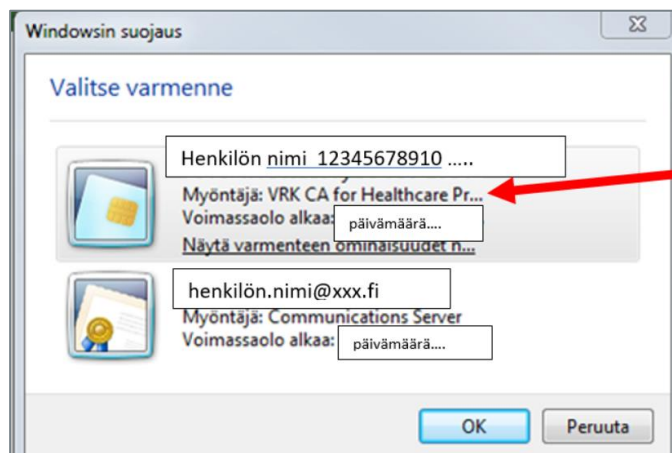 Windowsin suojaus
Valitse varmenne
Henkilön nimi 12345678910 .....
Myöntäjä: VRK CA for Healthcare Pr...
Voimassaolo alkaa: päivämäärä....
Näytä varmenteen ominaisuudet n...
henkilön.nimi@xxx.fi
Myöntäjä: Communications Server
Voimassaolo alkaa: päivämäärä....
OK Peruuta